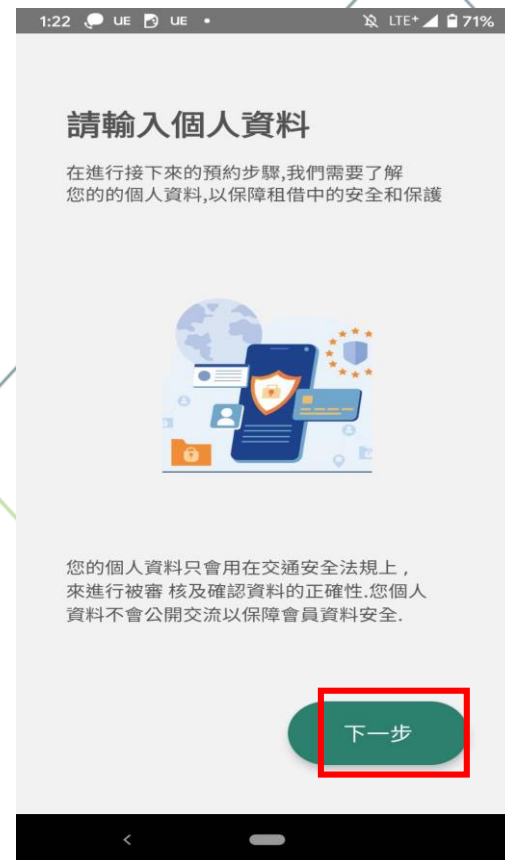 1:22 UE UE • LTE+ 71%
請輸入個人資料
在進行接下來的預約步驟,我們需要了解
您的的個人資料,以保障租借中的安全和保護
您的個人資料只會用在交通安全法規上 ,
來進行被審 核及確認資料的正確性.您個人
資料不會公開交流以保障會員資料安全.
下一步